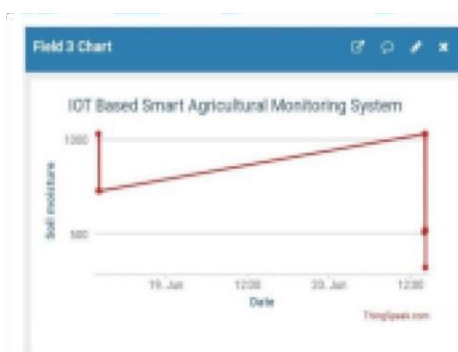 Field 3 Chart
IOT Based Smart Agricultural Monitoring System
1000
Soil moisture
500
19. Jun
12:00
20. Jun
12:00
Date
ThingSpeak.com